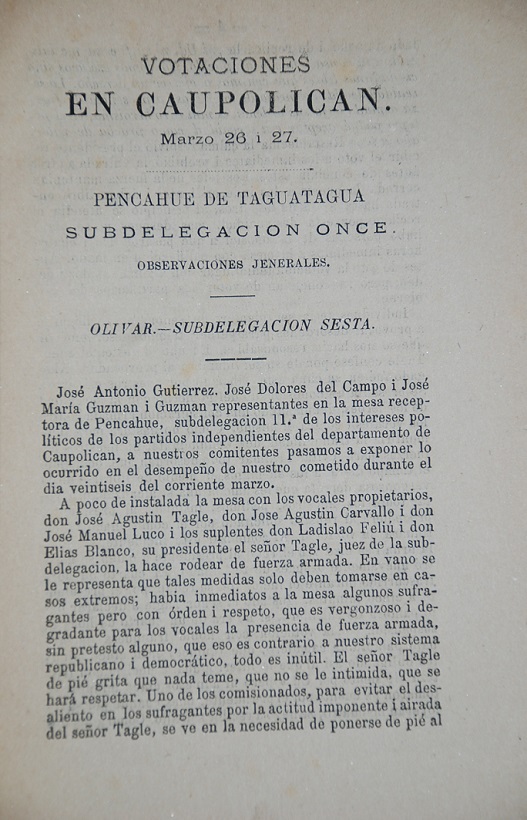 VOTACIONES
EN CAUPOLICAN.
Marzo 26 i 27.
PENCAHUE DE TAGUATAGUA
SUBDELEGACION ONCE.
OBSERVACIONES JENERALES.
OLIVAR.—SUBDELEGACION SESTA.
José Antonio Gutierrez. José Dolores del Campo i José
María Guzman i Guzman representantes en la mesa recep-
tora de Pencahue, subdelegacion 11.ª de los intereses po-
líticos de los partidos independientes del departamento de
Caupolican, a nuestros comitentes pasamos a exponer lo
ocurrido en el desempeño de nuestro cometido durante el
dia veintiseis del corriente marzo.
A poco de instalada la mesa con los vocales propietarios,
don José Agustin Tagle, don Jose Agustin Carvallo i don
José Manuel Luco i los suplentes don Ladislao Feliú i don
Elias Blanco, su presidente el señor Tagle, juez de la sub-
delegacion, la hace rodear de fuerza armada. En vano se
le representa que tales medidas solo deben tomarse en ca-
sos extremos; habia inmediatos a la mesa algunos sufra-
gantes pero con órden i respeto, que es vergonzoso i de-
gradante para los vocales la presencia de fuerza armada,
sin pretesto alguno, que eso es contrario a nuestro sistema
republicano i democrático, todo es inútil. El señor Tagle
de pié grita que nada teme, que no se le intimida, que se
hará respetar. Uno de los comisionados, para evitar el des-
aliento en los sufragantes por la actitud imponente i airada
del señor Tagle, se ve en la necesidad de ponerse de pié al